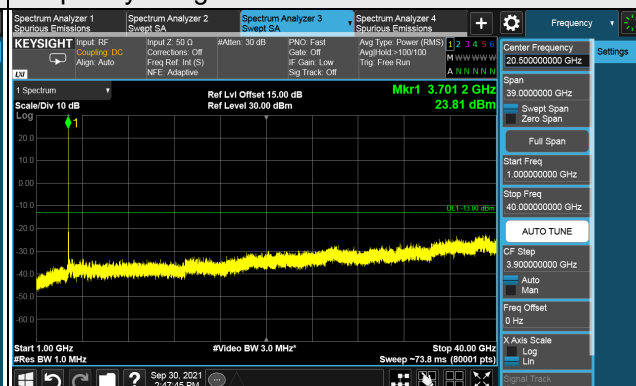 Spectrum Analyzer 1
Spurious Emissions
Spectrum Analyzer 2
Swept SA
Spectrum Analyzer 3
Swept SA
Spectrum Analyzer 4
Spurious Emissions
+
Frequency
KEYSIGHT
LXI
Input: RF
Coupling: DC
Align: Auto
Input Z: 50 Ω
Corrections: Off
Freq Ref: Int (S)
NFE: Adaptive
#Atten: 30 dB
PNO: Fast
Gate: Off
IF Gain: Low
Sig Track: Off
Avg Type: Power (RMS)
Avg|Hold:>100/100
Trig: Free Run
1 2 3 4 5 6
M W W W W W
A N N N N N
Center Frequency
20.500000000 GHz
Settings
1 Spectrum
Scale/Div 10 dB
Ref Lvl Offset 15.00 dB
Ref Level 30.00 dBm
Mkr1 3.701 2 GHz
23.81 dBm
Span
39.0000000 GHz
Swept Span
Zero Span
Full Span
Start Freq
1.000000000 GHz
Stop Freq
40.000000000 GHz
AUTO TUNE
CF Step
3.900000000 GHz
Auto
Man
Freq Offset
0 Hz
X Axis Scale
Log
Lin
Signal Track
Log
1
20.0
10.0
0.00
-10.0
-20.0
-30.0
-40.0
-50.0
-60.0
DL1 -13.00 dBm
Start 1.00 GHz
#Res BW 1.0 MHz
#Video BW 3.0 MHz*
Stop 40.00 GHz
Sweep ~73.8 ms (80001 pts)
?
Sep 30, 2021
2:47:45 PM